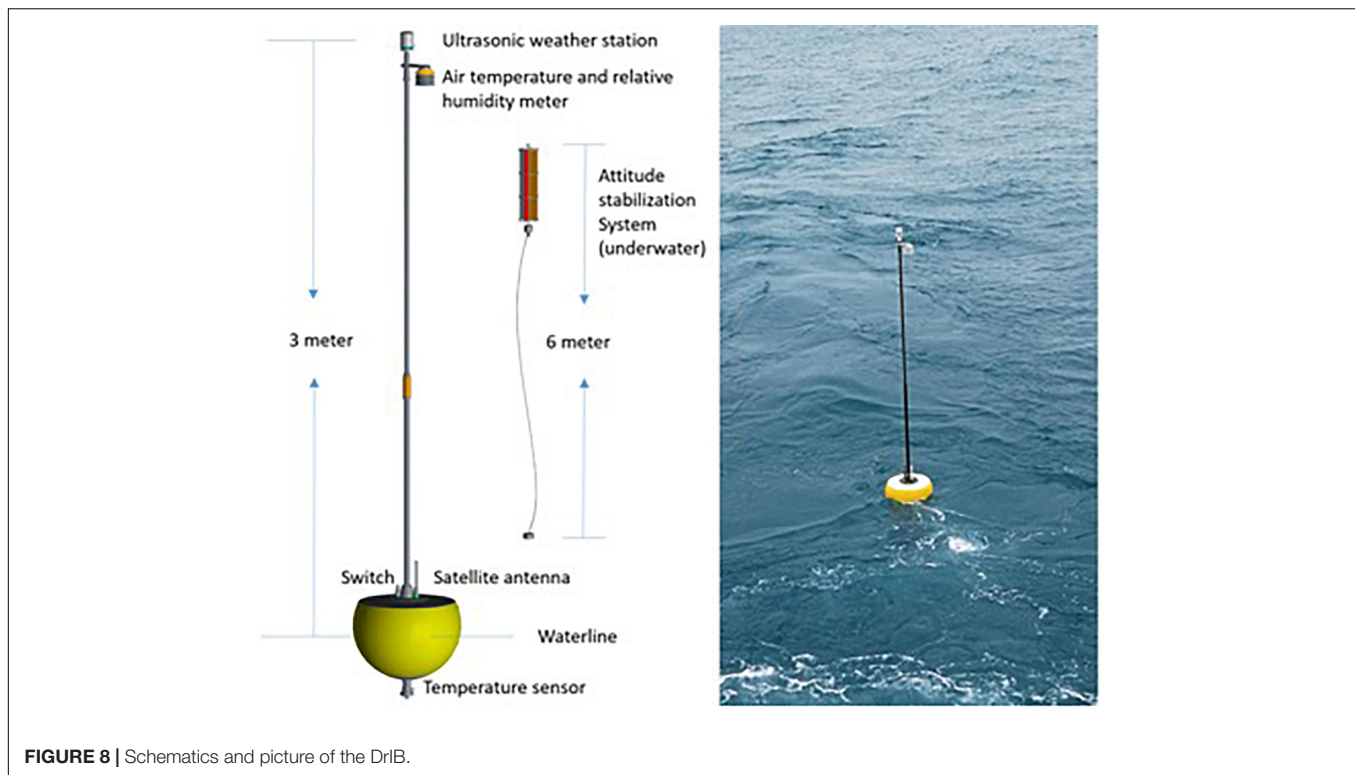 Ultrasonic weather station
Air temperature and relative
humidity meter
Attitude
stabilization
System
(underwater)
3 meter
6 meter
Switch
Satellite antenna
Waterline
Temperature sensor
FIGURE 8 | Schematics and picture of the DrIB.